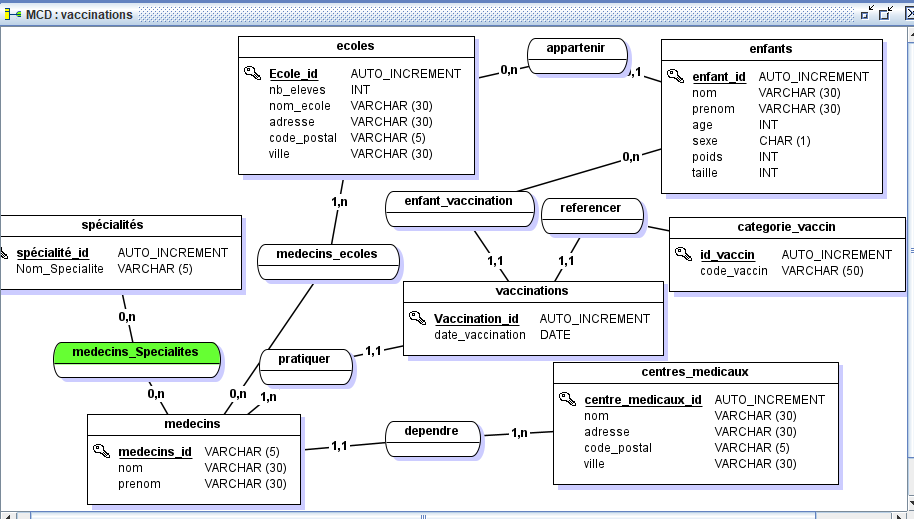 MCD : vaccinations
ecoles
Ecole_id AUTO_INCREMENT
nb_eleves INT
nom_ecole VARCHAR (30)
adresse VARCHAR (30)
code_postal VARCHAR (5)
ville VARCHAR (30)
0,n
appartenir
,1
enfants
enfant_id AUTO_INCREMENT
nom VARCHAR (30)
prenom VARCHAR (30)
age INT
sexe CHAR (1)
poids INT
taille INT
0,n
1,n
enfant_vaccination
referencer
spécialités
spécialité_id AUTO_INCREMENT
Nom_Specialite VARCHAR (5)
medecins_ecoles
1,1
1,1
categorie_vaccin
id_vaccin AUTO_INCREMENT
code_vaccin VARCHAR (50)
vaccinations
Vaccination_id AUTO_INCREMENT
date_vaccination DATE
0,n
medecins_Specialites
pratiquer
1,1
0,n
0,n
1,n
centres_medicaux
centre_medicaux_id AUTO_INCREMENT
nom VARCHAR (30)
adresse VARCHAR (30)
code_postal VARCHAR (5)
ville VARCHAR (30)
medecins
medecins_id VARCHAR (5)
nom VARCHAR (30)
prenom VARCHAR (30)
1,1
dependre
1,n